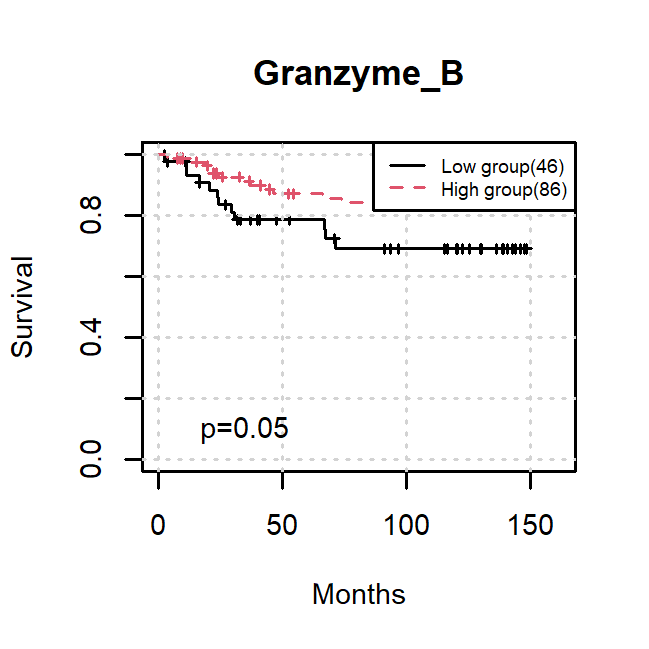 Granzyme_B
Low group(46)
High group(86)
Survival
0.8
0.4
0.0
p=0.05
0 50 100 150
Months